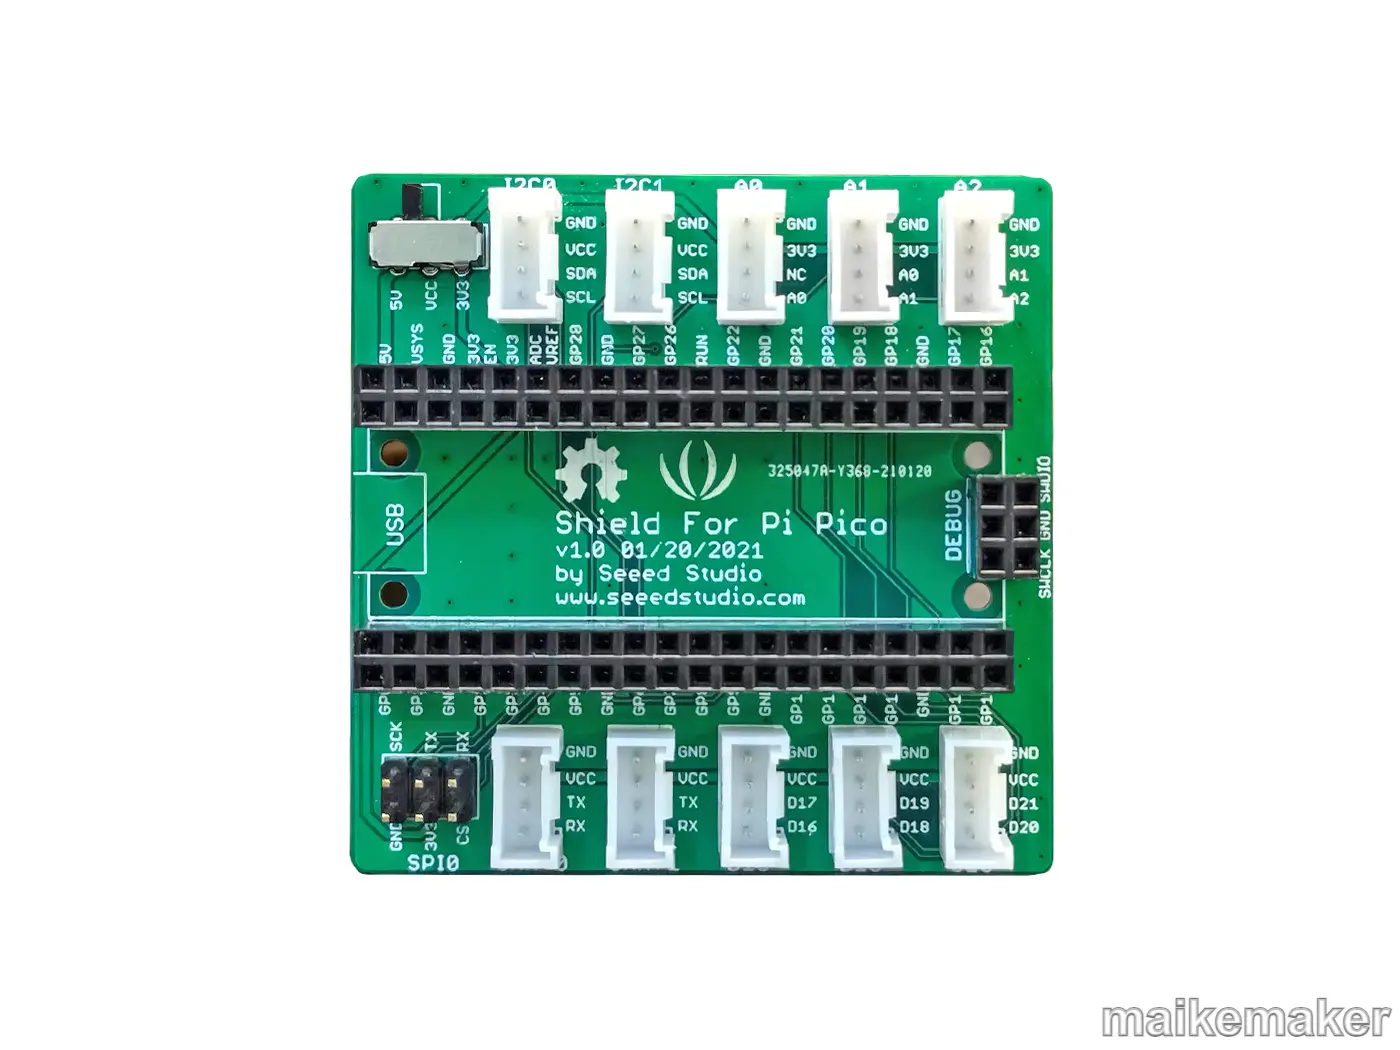 I2C0 I2C1 A0 A1 A2
GND GND GND GND GND
VCC VCC 3V3 3V3 3V3
SDA SDA NC A0 A1
SCL SCL A0 A1 A2
5V VCC 3V3
5V VSYS GND 3V3 EN 3V3 ADC VREF GP28 GND GP27 GP26 RUN GP22 GND GP21 GP20 GP19 GP18 GND GP17 GP16
325047A-Y368-210120
USB
Shield For Pi Pico
v1.0 01/20/2021
by Seeed Studio
www.seeedstudio.com
DEBUG
SWCLK GND SWDIO
SCK TX RX
GND GND GND GND GND
VCC VCC VCC VCC VCC
TX TX D17 D19 D21
RX RX D16 D18 D20
GND 3V3 CS
SPI0
maikemaker